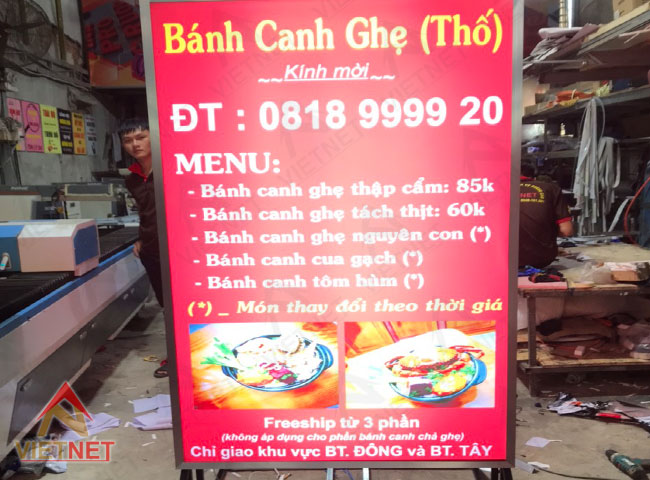 Bánh Canh Ghẹ (Thố)
~~ Kính mời ~~
ĐT : 0818 9999 20
MENU:
- Bánh canh ghẹ thập cẩm: 85k
- Bánh canh ghẹ tách thịt: 60k
- Bánh canh ghẹ nguyên con (*)
- Bánh canh cua gạch (*)
- Bánh canh tôm hùm (*)
(*) _ Món thay đổi theo thời giá
Freeship từ 3 phần
(không áp dụng cho phần bánh canh chả ghẹ)
Chỉ giao khu vực BT. ĐÔNG và BT. TÂY
VIETNET